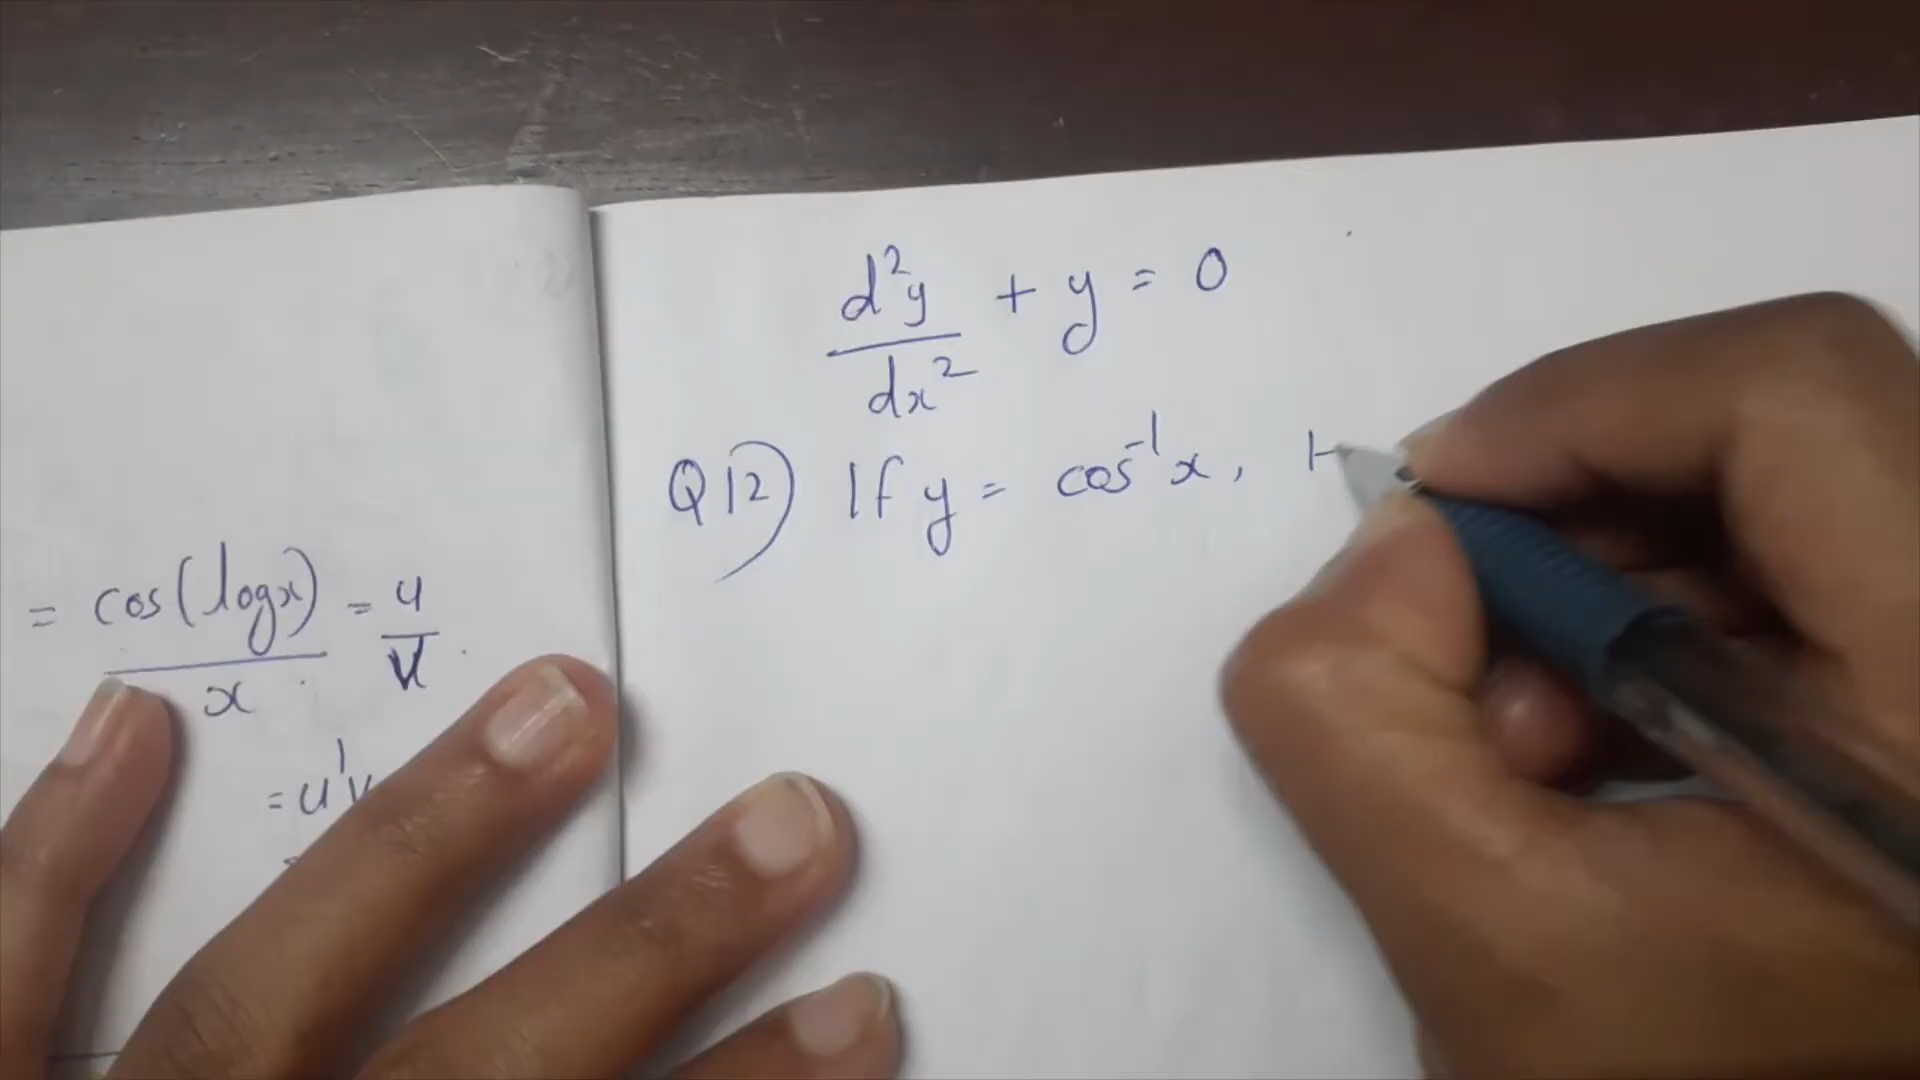 = cos(logx)/x = u/v
= u'v
d²y/dx² + y = 0
Q12) If y = cos⁻¹x,